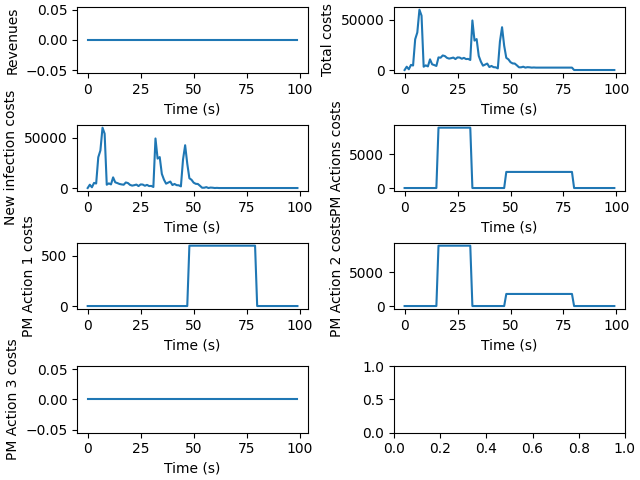 Revenues
0.05
0.00
−0.05
0 25 50 75 100
Time (s)
Total costs
50000
0
0 25 50 75 100
Time (s)
New infection costs
50000
0
0 25 50 75 100
Time (s)
PM Actions costs
5000
0
0 25 50 75 100
Time (s)
PM Action 1 costs
500
0
0 25 50 75 100
Time (s)
PM Action 2 costs
5000
0
0 25 50 75 100
Time (s)
PM Action 3 costs
0.05
0.00
−0.05
0 25 50 75 100
Time (s)
1.0
0.5
0.0
0.0 0.2 0.4 0.6 0.8 1.0